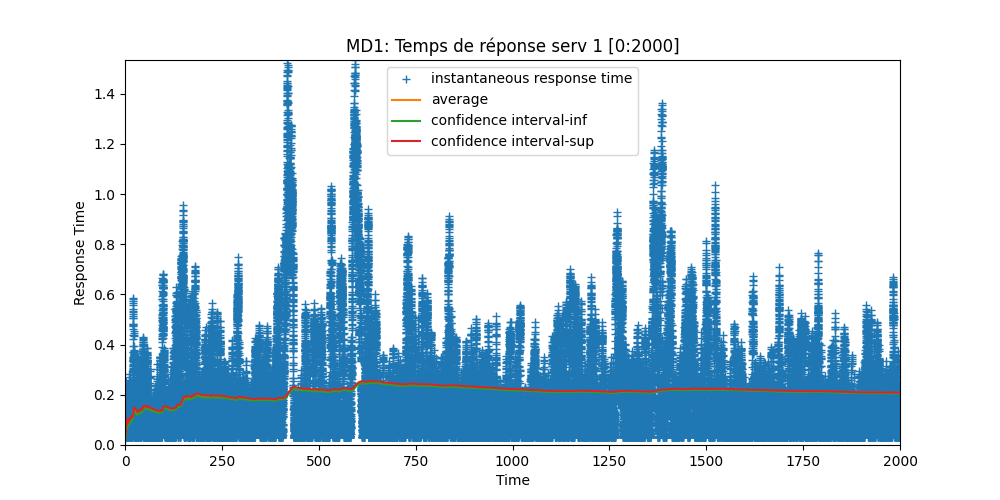 MD1: Temps de réponse serv 1 [0:2000]
instantaneous response time
average
confidence interval-inf
confidence interval-sup
Response Time
1.4
1.2
1.0
0.8
0.6
0.4
0.2
0.0
0 250 500 750 1000 1250 1500 1750 2000
Time